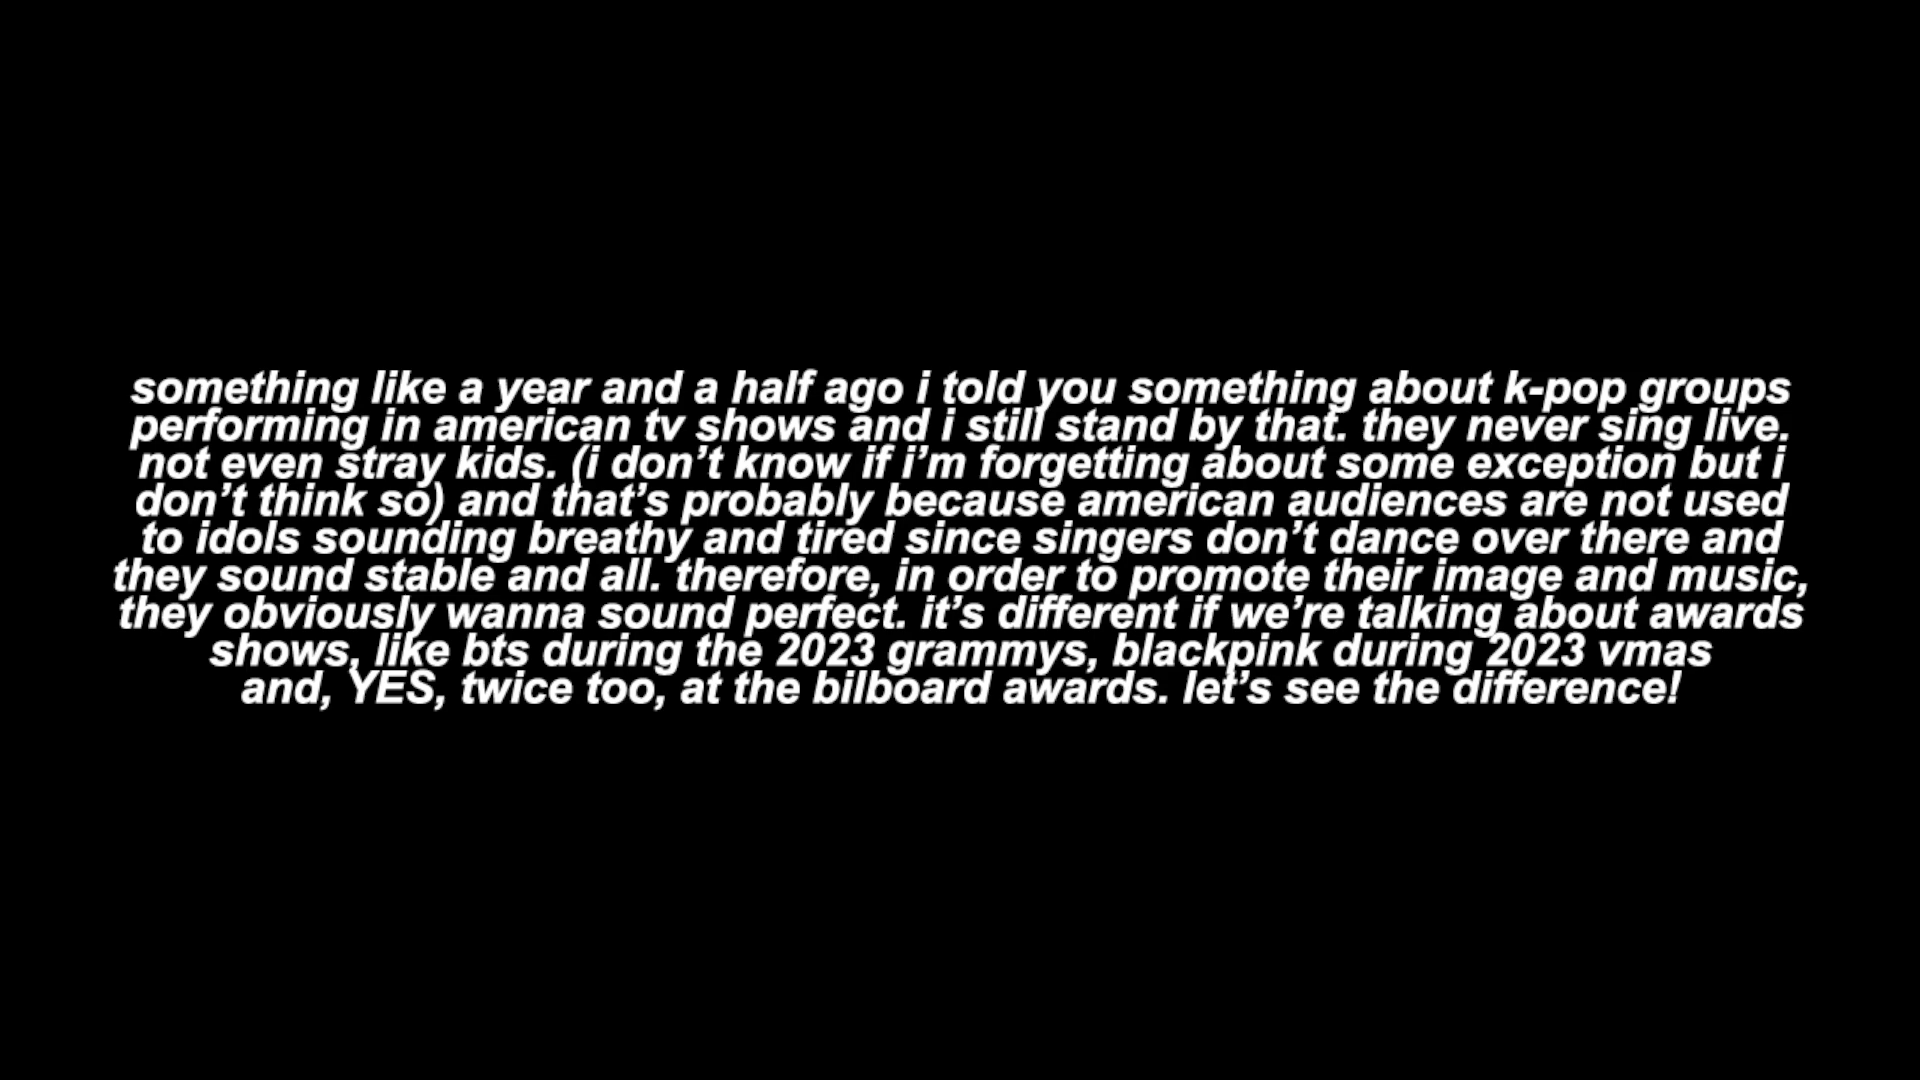 something like a year and a half ago i told you something about k-pop groups
performing in american tv shows and i still stand by that. they never sing live.
not even stray kids. (i don’t know if i’m forgetting about some exception but i
don’t think so) and that’s probably because american audiences are not used
to idols sounding breathy and tired since singers don’t dance over there and
they sound stable and all. therefore, in order to promote their image and music,
they obviously wanna sound perfect. it’s different if we’re talking about awards
shows, like bts during the 2023 grammys, blackpink during 2023 vmas
and, YES, twice too, at the bilboard awards. let’s see the difference!